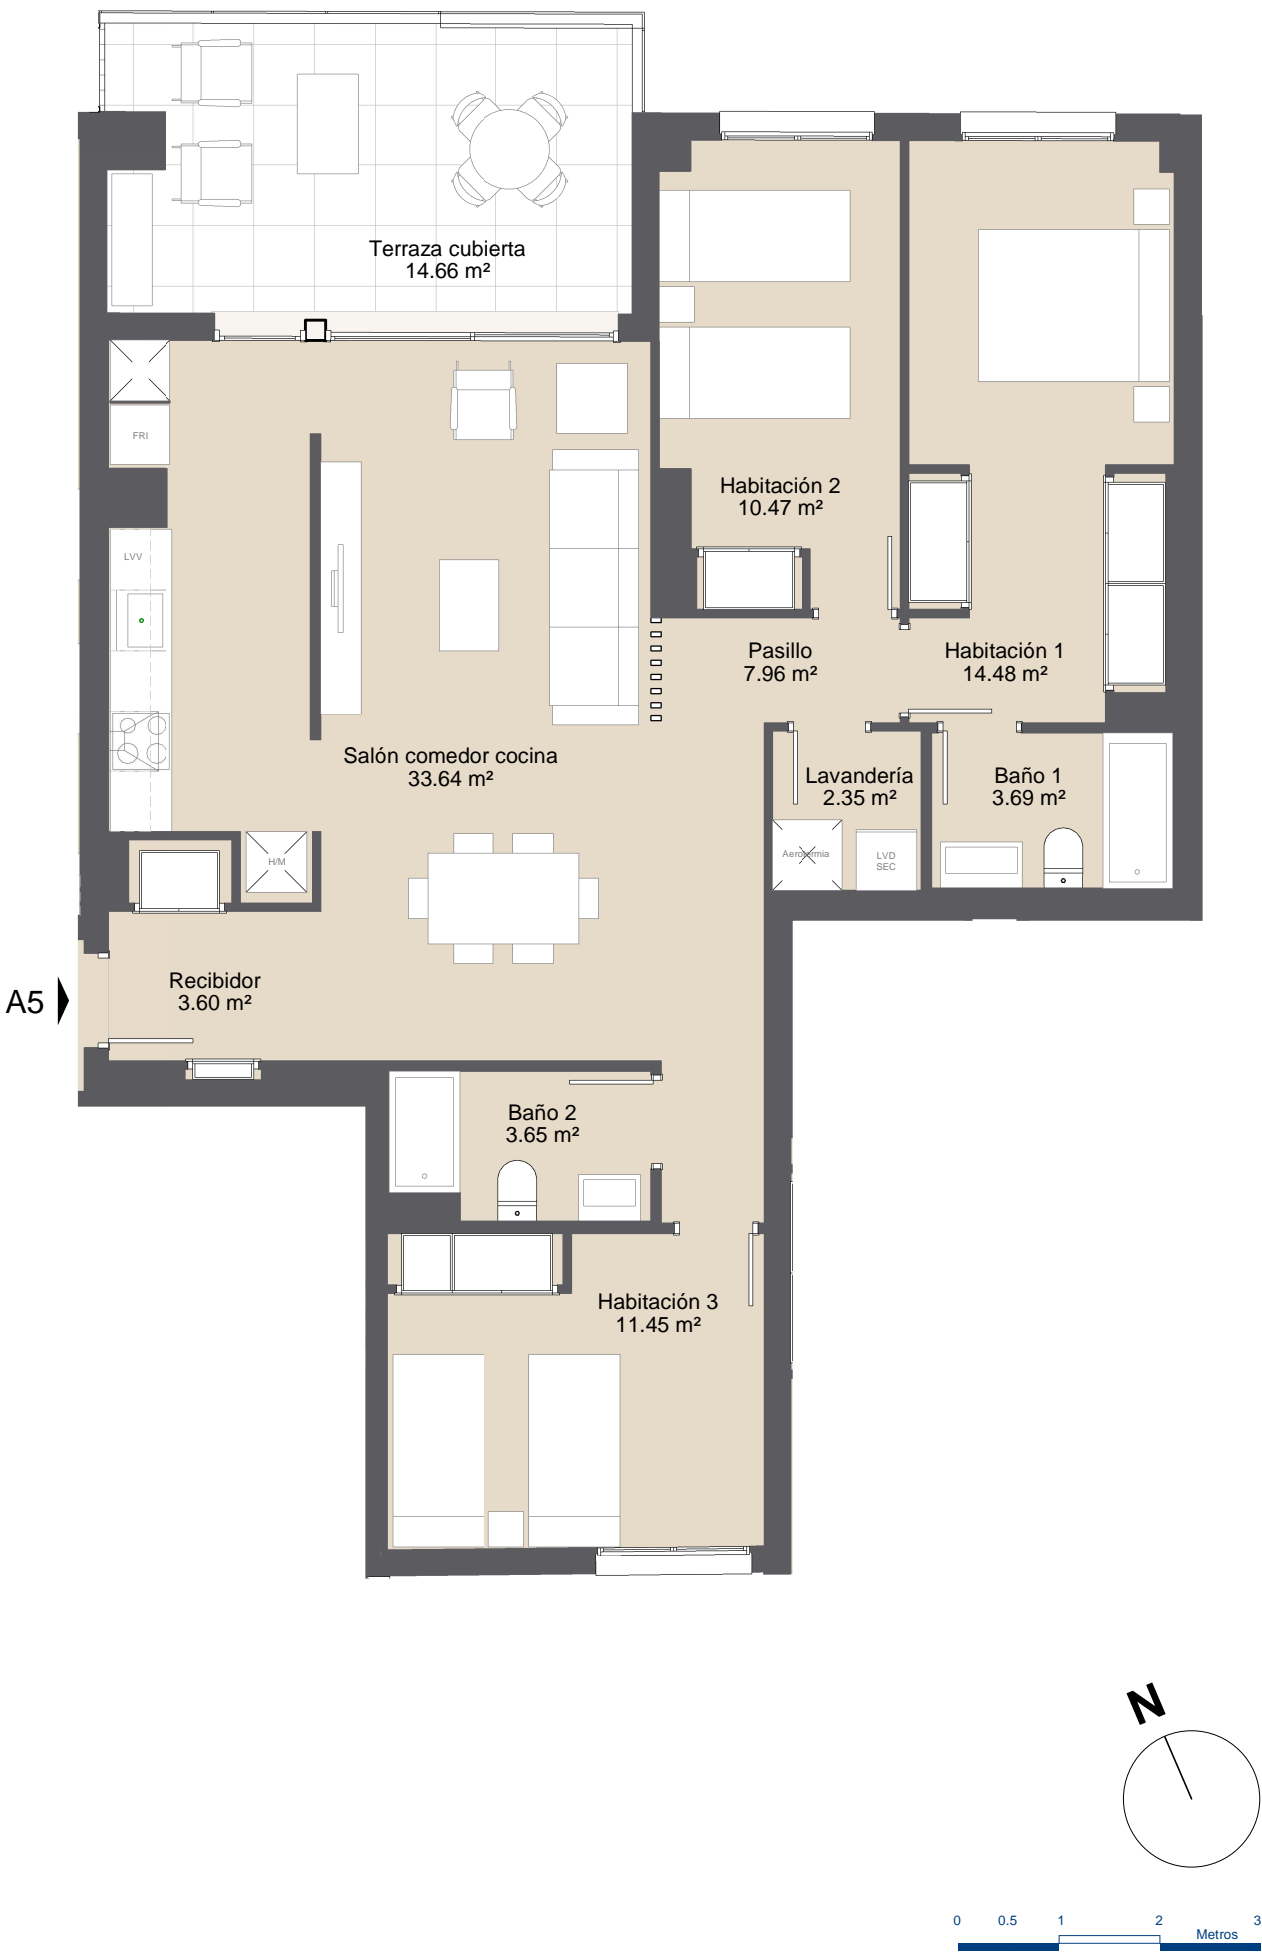 Terraza cubierta
14.66 m²
FRI
Habitación 2
10.47 m²
LVV
Pasillo
7.96 m²
Habitación 1
14.48 m²
Salón comedor cocina
33.64 m²
Lavandería
2.35 m²
Baño 1
3.69 m²
H/M
Aerotermia
LVD
SEC
Recibidor
3.60 m²
A5
Baño 2
3.65 m²
Habitación 3
11.45 m²
N
0 0.5 1 2 3
Metros